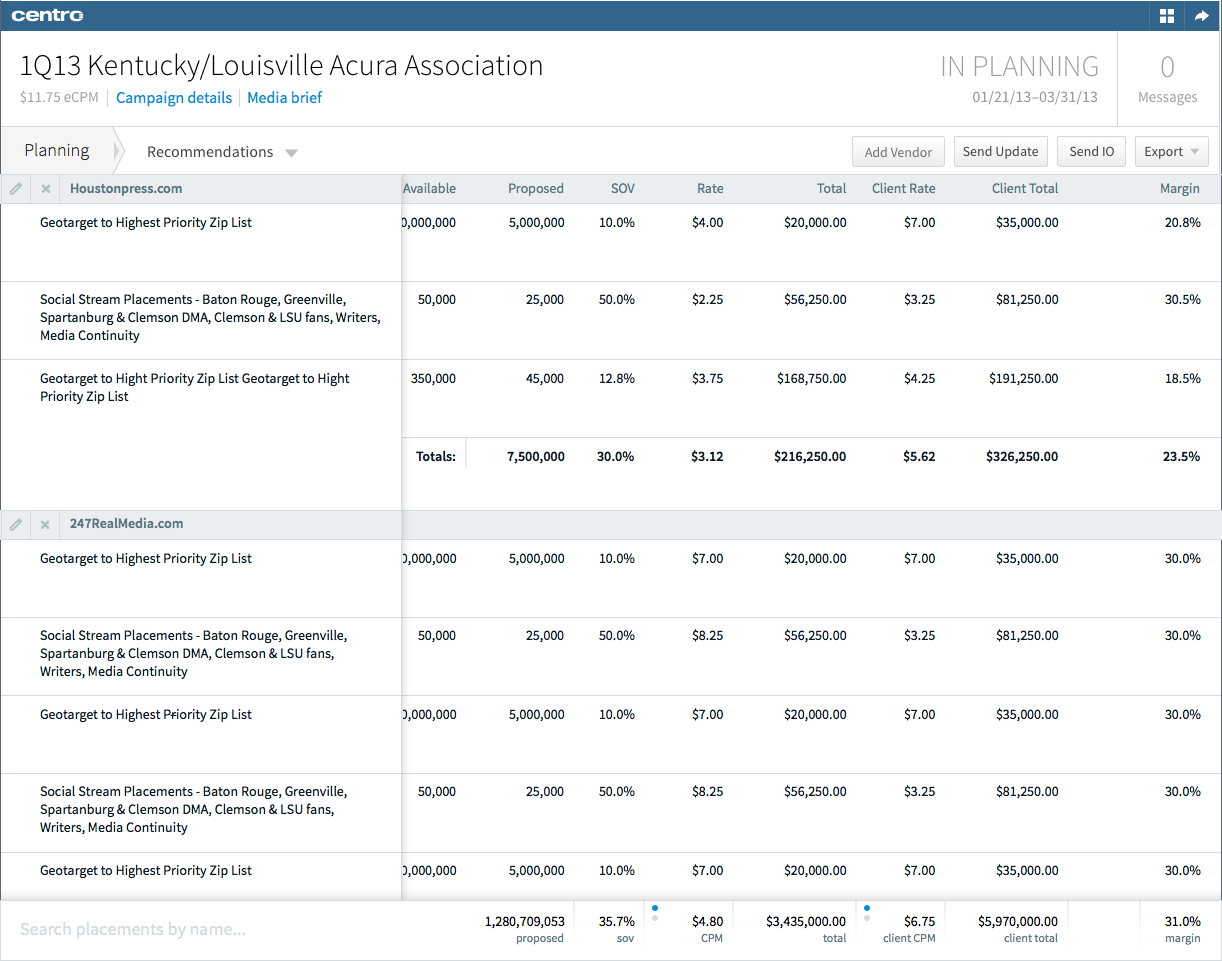 centro
1Q13 Kentucky/Louisville Acura Association
IN PLANNING
0
$11.75 eCPM Campaign details Media brief
01/21/13–03/31/13
Messages
Planning Recommendations Add Vendor Send Update Send IO Export
Houstonpress.com Available Proposed SOV Rate Total Client Rate Client Total Margin
Geotarget to Highest Priority Zip List 0,000,000 5,000,000 10.0% $4.00 $20,000.00 $7.00 $35,000.00 20.8%
Social Stream Placements - Baton Rouge, Greenville, 50,000 25,000 50.0% $2.25 $56,250.00 $3.25 $81,250.00 30.5%
Spartanburg & Clemson DMA, Clemson & LSU fans, Writers,
Media Continuity
Geotarget to Hight Priority Zip List Geotarget to Hight 350,000 45,000 12.8% $3.75 $168,750.00 $4.25 $191,250.00 18.5%
Priority Zip List
Totals: 7,500,000 30.0% $3.12 $216,250.00 $5.62 $326,250.00 23.5%
247RealMedia.com
Geotarget to Highest Priority Zip List 0,000,000 5,000,000 10.0% $7.00 $20,000.00 $7.00 $35,000.00 30.0%
Social Stream Placements - Baton Rouge, Greenville, 50,000 25,000 50.0% $8.25 $56,250.00 $3.25 $81,250.00 30.0%
Spartanburg & Clemson DMA, Clemson & LSU fans,
Writers, Media Continuity
Geotarget to Highest Priority Zip List 0,000,000 5,000,000 10.0% $7.00 $20,000.00 $7.00 $35,000.00 30.0%
Social Stream Placements - Baton Rouge, Greenville, 50,000 25,000 50.0% $8.25 $56,250.00 $3.25 $81,250.00 30.0%
Spartanburg & Clemson DMA, Clemson & LSU fans,
Writers, Media Continuity
Geotarget to Highest Priority Zip List 0,000,000 5,000,000 10.0% $7.00 $20,000.00 $7.00 $35,000.00 30.0%
Search placements by name... 1,280,709,053 35.7% $4.80 $3,435,000.00 $6.75 $5,970,000.00 31.0%
proposed sov CPM total client CPM client total margin